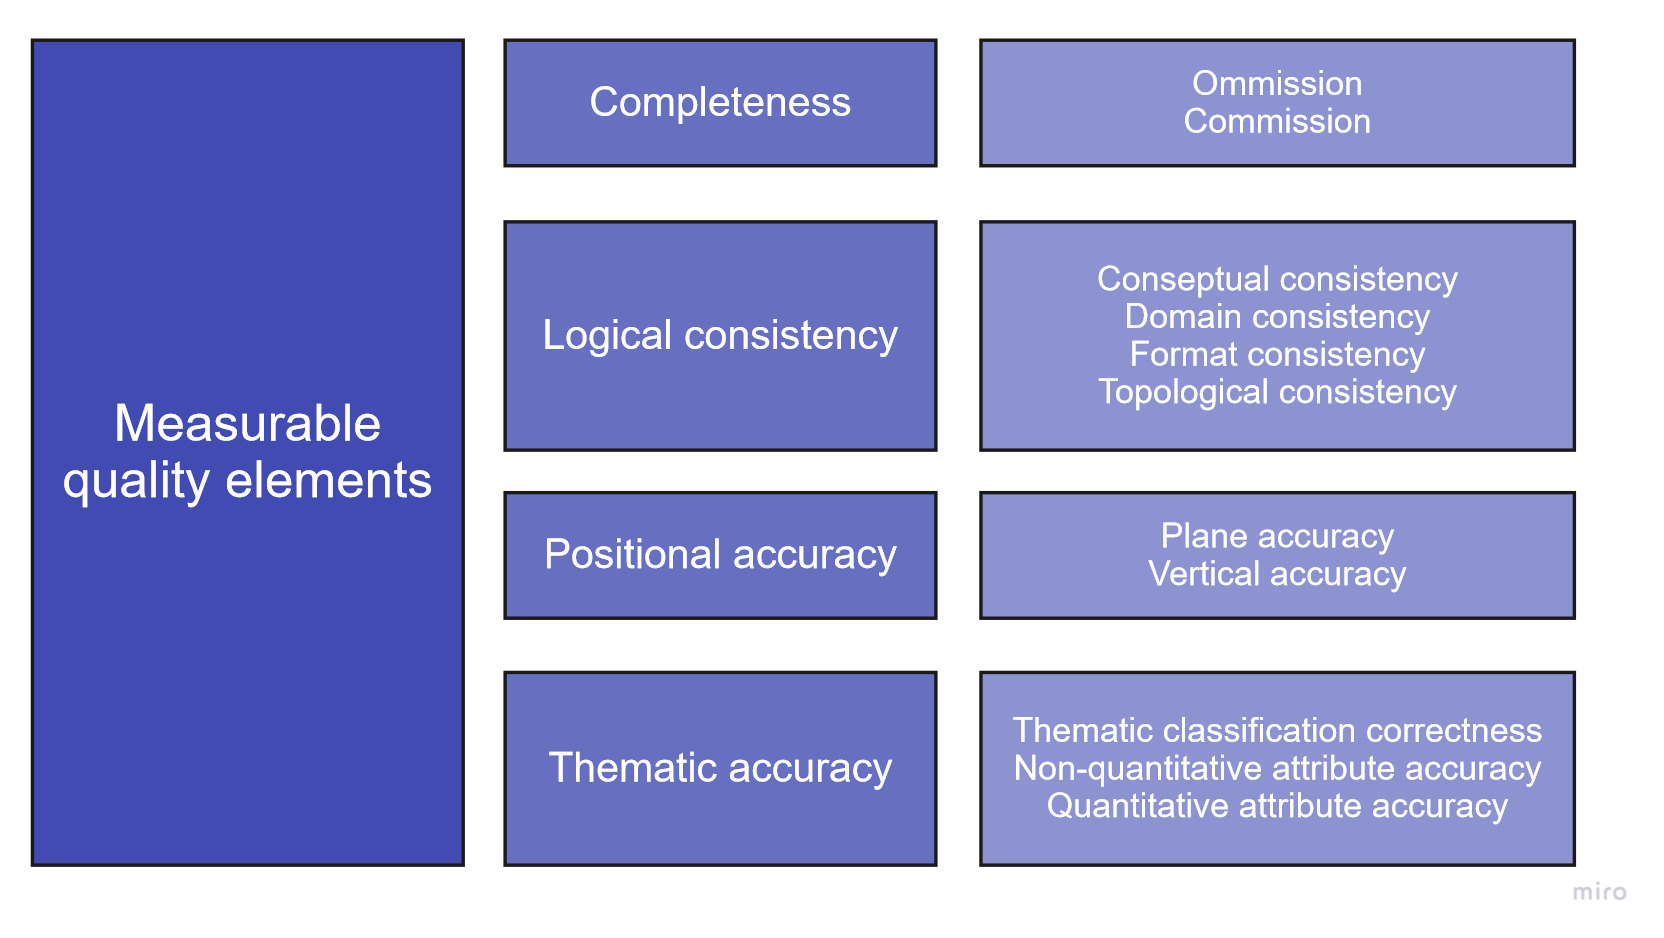 Measurable
quality elements
Completeness
Ommission
Commission
Logical consistency
Conseptual consistency
Domain consistency
Format consistency
Topological consistency
Positional accuracy
Plane accuracy
Vertical accuracy
Thematic accuracy
Thematic classification correctness
Non-quantitative attribute accuracy
Quantitative attribute accuracy
miro